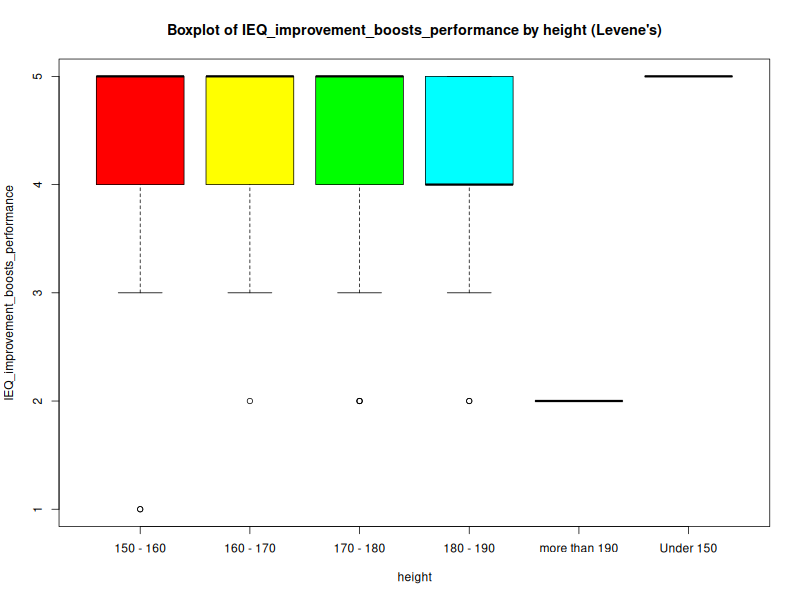 Boxplot of IEQ_improvement_boosts_performance by height (Levene's)
IEQ_improvement_boosts_performance
5
4
3
2
1
150 - 160 160 - 170 170 - 180 180 - 190 more than 190 Under 150
height